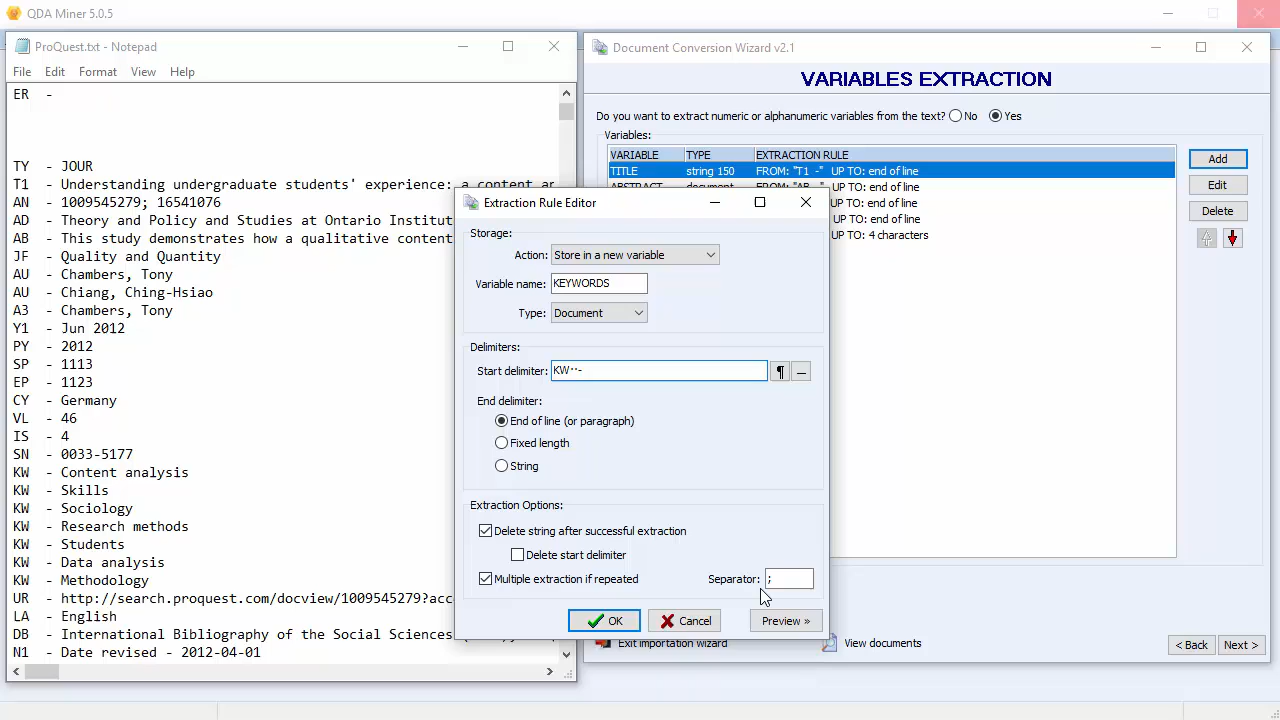 QDA Miner 5.0.5
ProQuest.txt - Notepad
File Edit Format View Help
ER  -
TY  - JOUR
T1  - Understanding undergraduate students' experience: a content an
AN  - 1009545279; 16541076
AD  - Theory and Policy and Studies at Ontario Institut
AB  - This study demonstrates how a qualitative content
JF  - Quality and Quantity
AU  - Chambers, Tony
AU  - Chiang, Ching-Hsiao
A3  - Chambers, Tony
Y1  - Jun 2012
PY  - 2012
SP  - 1113
EP  - 1123
CY  - Germany
VL  - 46
IS  - 4
SN  - 0033-5177
KW  - Content analysis
KW  - Skills
KW  - Sociology
KW  - Research methods
KW  - Students
KW  - Data analysis
KW  - Methodology
UR  - http://search.proquest.com/docview/1009545279?acc
LA  - English
DB  - International Bibliography of the Social Sciences
N1  - Date revised - 2012-04-01
Document Conversion Wizard v2.1
VARIABLES EXTRACTION
Do you want to extract numeric or alphanumeric variables from the text? No Yes
Variables:
VARIABLE TYPE EXTRACTION RULE
TITLE string 150 FROM: "T1  -" UP TO: end of line
ABSTRACT document FROM: "AB  -" UP TO: end of line
UP TO: end of line
UP TO: end of line
UP TO: 4 characters
Add
Edit
Delete
Extraction Rule Editor
Storage:
Action: Store in a new variable
Variable name: KEYWORDS
Type: Document
Delimiters:
Start delimiter: KW··- ¶ _
End delimiter:
End of line (or paragraph)
Fixed length
String
Extraction Options:
Delete string after successful extraction
Delete start delimiter
Multiple extraction if repeated Separator: ;
OK Cancel Preview »
Exit importation wizard View documents < Back Next >